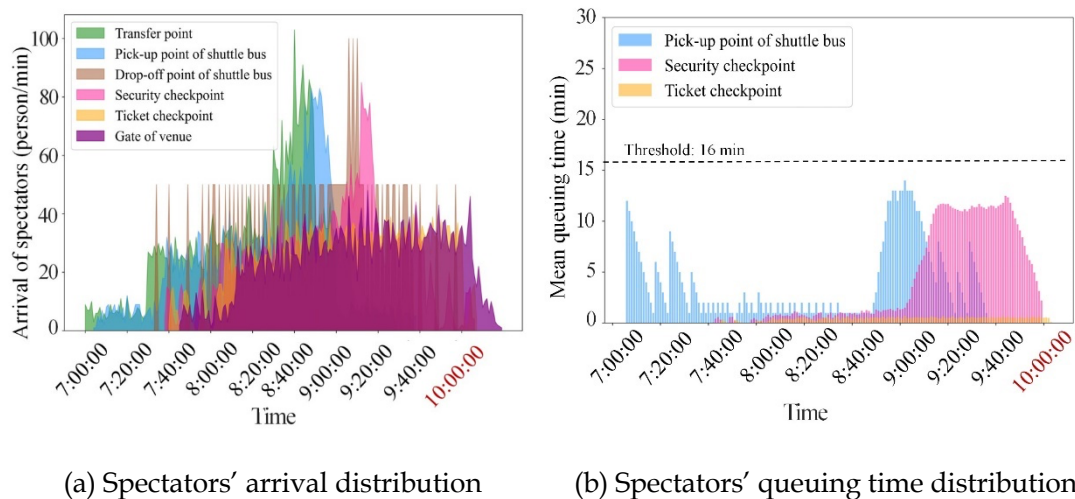 Transfer point
Pick-up point of shuttle bus
Drop-off point of shuttle bus
Security checkpoint
Ticket checkpoint
Gate of venue
Arrival of spectators (person/min)
100
80
60
40
20
0
7:00:00
7:20:00
7:40:00
8:00:00
8:20:00
8:40:00
9:00:00
9:20:00
9:40:00
10:00:00
Time
(a) Spectators’ arrival distribution
Pick-up point of shuttle bus
Security checkpoint
Ticket checkpoint
Threshold: 16 min
Mean queuing time (min)
30
25
20
15
10
5
0
7:00:00
7:20:00
7:40:00
8:00:00
8:20:00
8:40:00
9:00:00
9:20:00
9:40:00
10:00:00
Time
(b) Spectators’ queuing time distribution